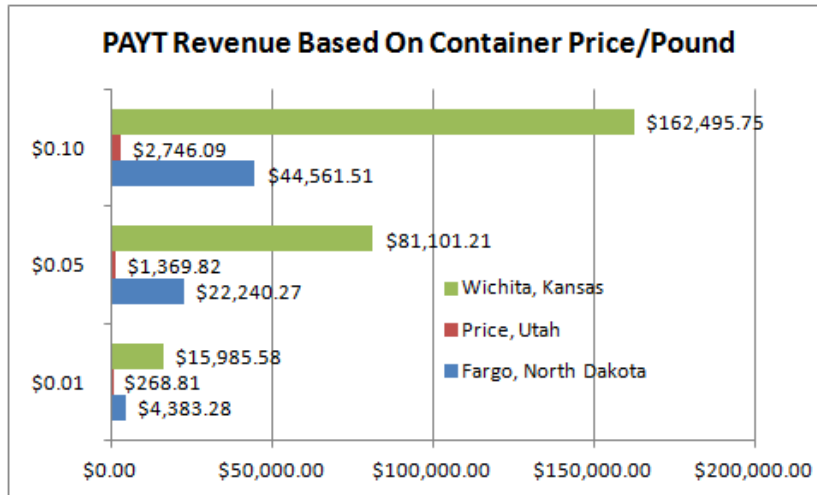 PAYT Revenue Based On Container Price/Pound
$0.10
$162,495.75
$2,746.09
$44,561.51
$0.05
$81,101.21
$1,369.82
$22,240.27
$0.01
$15,985.58
$268.81
$4,383.28
Wichita, Kansas
Price, Utah
Fargo, North Dakota
$0.00 $50,000.00 $100,000.00 $150,000.00 $200,000.00